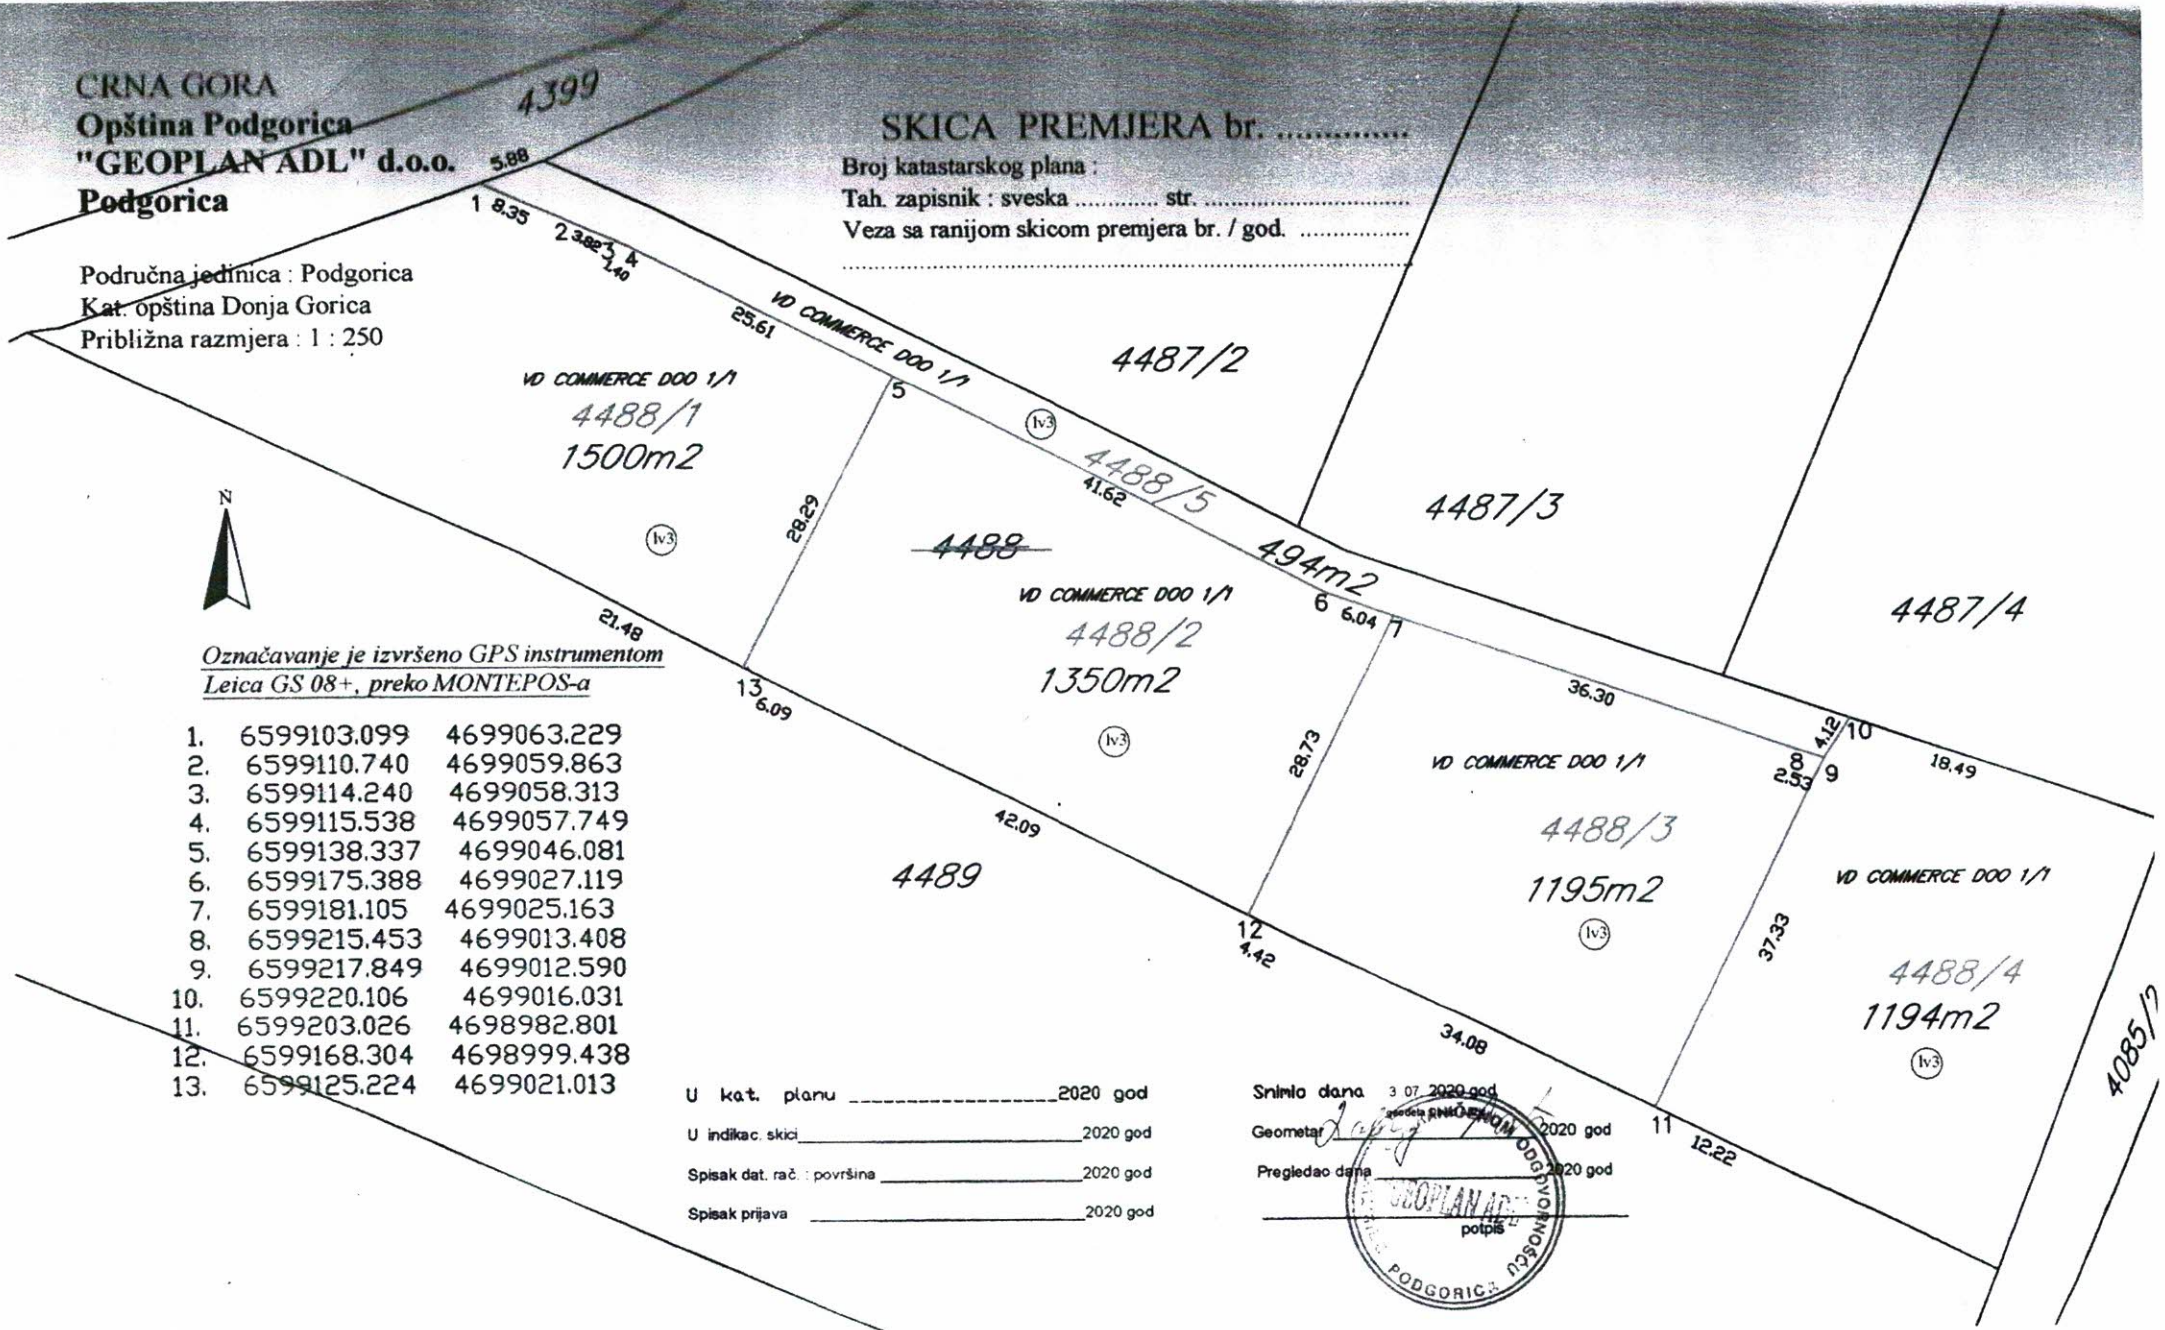 CRNA GORA
Opština Podgorica
"GEOPLAN ADL" d.o.o.
Podgorica
Područna jedinica : Podgorica
Kat. opština Donja Gorica
Približna razmjera : 1 : 250
SKICA PREMJERA br. ..............
Broj katastarskog plana :
Tah. zapisnik : sveska ............. str. ................................
Veza sa ranijom skicom premjera br. / god. .................
4399
5.88
1 8.35
2 3.82 3 4
1.40
25.61
VD COMMERCE DOO 1/1
4487/2
VD COMMERCE DOO 1/1
4488/1
1500m2
lv3
5
lv3
4488/5
41.62
494m2
4487/3
4487/4
28.29
4488
VD COMMERCE DOO 1/1
4488/2
1350m2
lv3
6 6.04 7
36.30
4.12 10
8
2.53 9
18.49
N
21.48
13
6.09
28.73
VD COMMERCE DOO 1/1
4488/3
1195m2
lv3
42.09
4489
12
4.42
VD COMMERCE DOO 1/1
4488/4
1194m2
lv3
37.33
34.08
11
12.22
Označavanje je izvršeno GPS instrumentom
Leica GS 08+, preko MONTEPOS-a
1. 6599103.099 4699063.229
2. 6599110.740 4699059.863
3. 6599114.240 4699058.313
4. 6599115.538 4699057.749
5. 6599138.337 4699046.081
6. 6599175.388 4699027.119
7. 6599181.105 4699025.163
8. 6599215.453 4699013.408
9. 6599217.849 4699012.590
10. 6599220.106 4699016.031
11. 6599203.026 4698982.801
12. 6599168.304 4698999.438
13. 6599125.224 4699021.013
U kat. planu ____________________2020 god
U indikac. skici____________________2020 god
Spisak dat. rač. : površina ____________________2020 god
Spisak prijava ____________________2020 god
Snimio dana 3 07 2020 god
Geometar ____________________2020 god
Pregledao dana ____________________2020 god
potpis
ODGOVORNOŠĆU
GEOPLAN ADL
PODGORICA